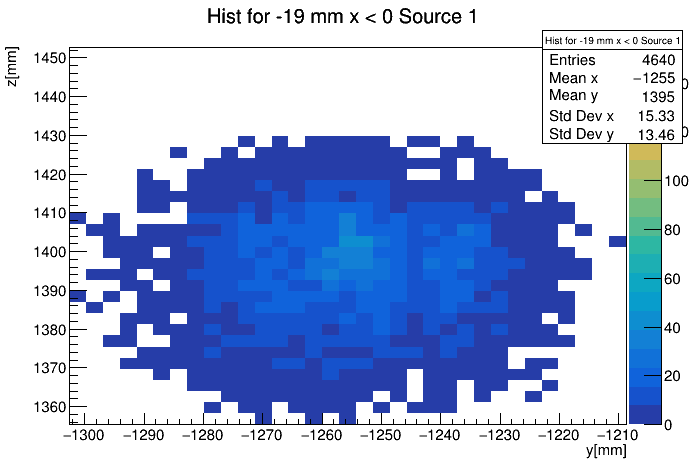 Hist for -19 mm x < 0 Source 1
Hist for -19 mm x < 0 Source 1
Entries 4640
Mean x −1255
Mean y 1395
Std Dev x 15.33
Std Dev y 13.46
z[mm]
1450
1440
1430
1420
1410
1400
1390
1380
1370
1360
100
80
60
40
20
0
−1300 −1290 −1280 −1270 −1260 −1250 −1240 −1230 −1220 −1210
y[mm]